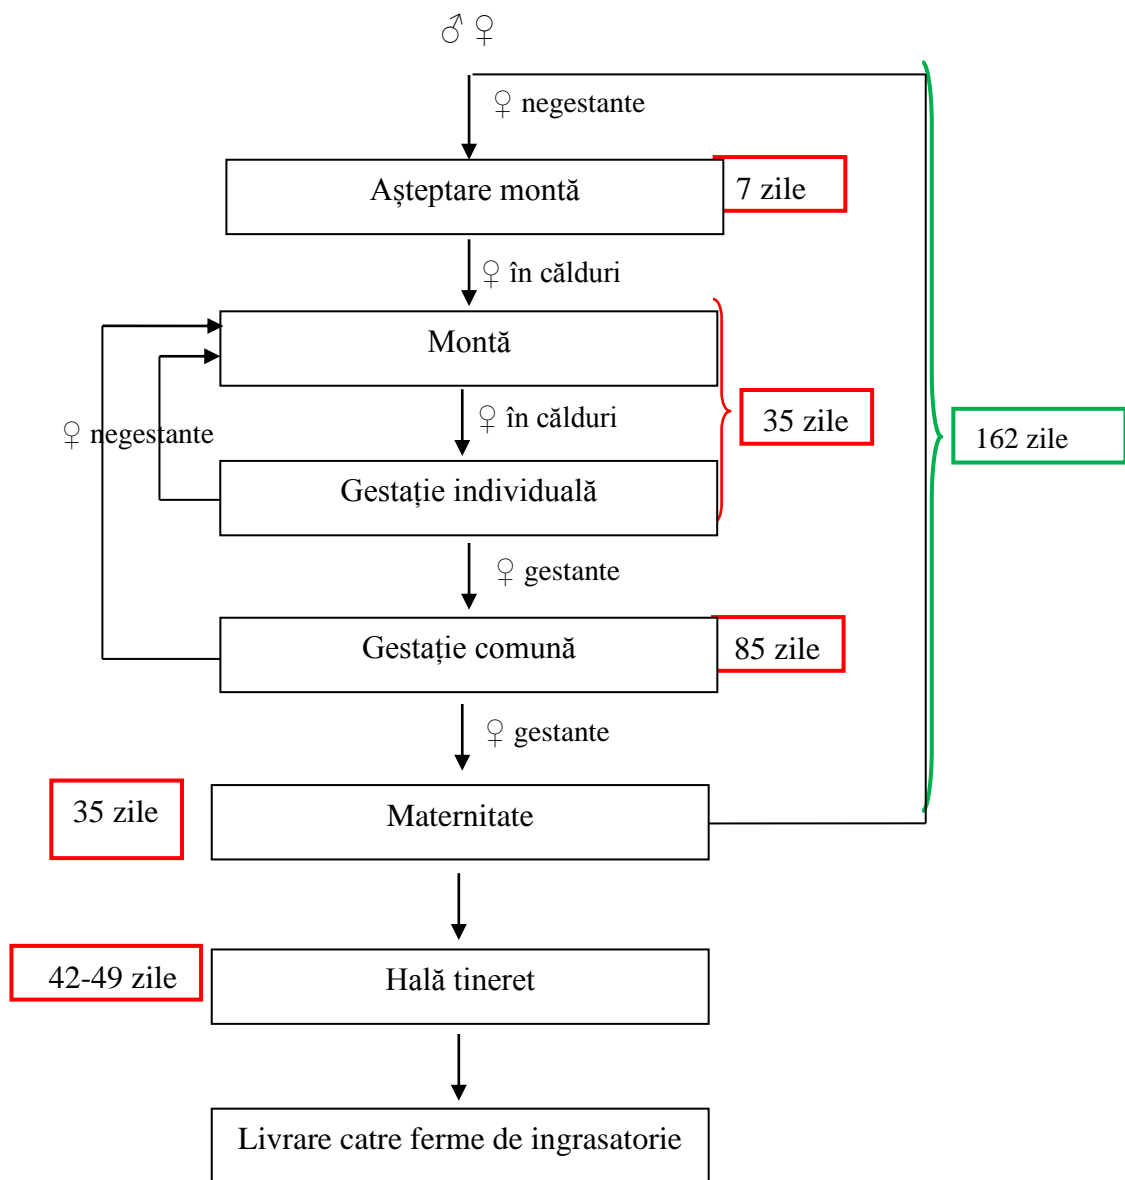 ♂ ♀
♀ negestante
Așteptare montă
7 zile
♀ în călduri
Montă
♀ în călduri
35 zile
♀ negestante
162 zile
Gestație individuală
♀ gestante
Gestație comună
85 zile
♀ gestante
35 zile
Maternitate
42-49 zile
Hală tineret
Livrare catre ferme de ingrasatorie